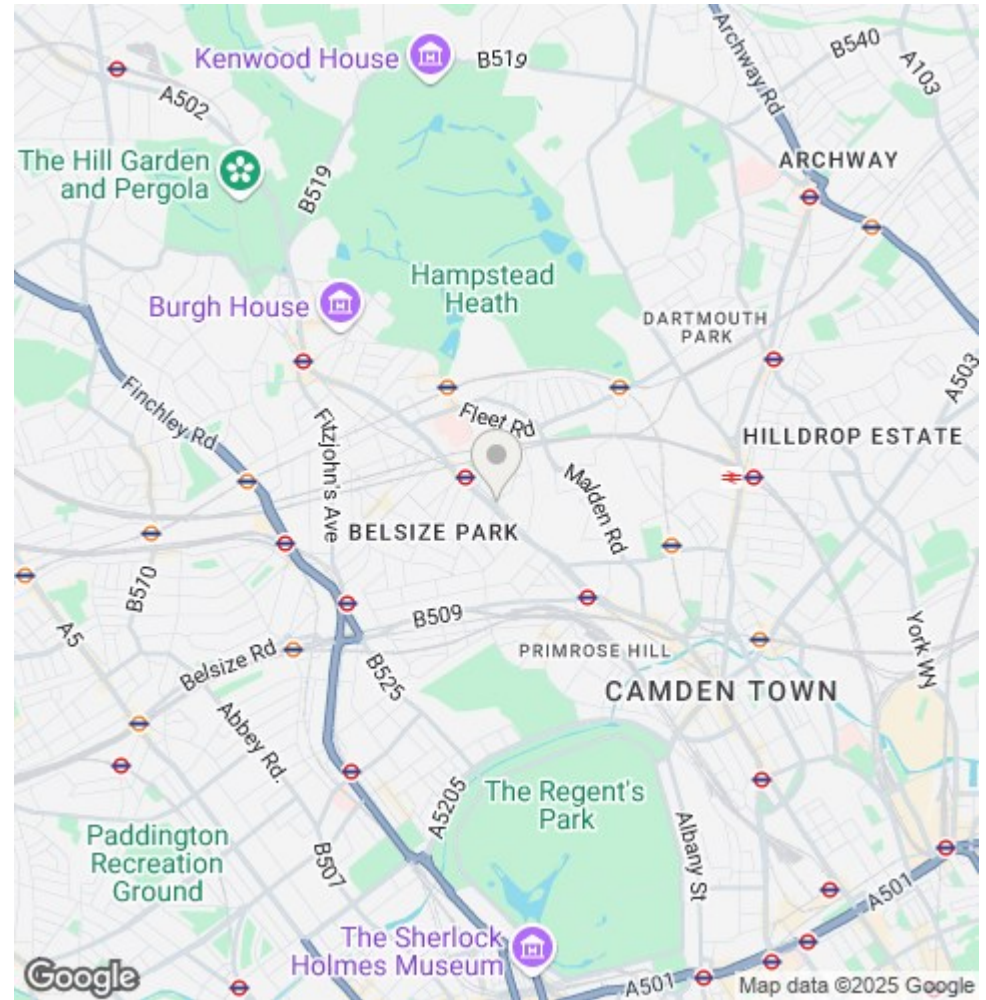 Kenwood House
B519
B540
A103
Archway Rd
A502
The Hill Garden
and Pergola
B519
ARCHWAY
Hampstead
Heath
Burgh House
DARTMOUTH
PARK
A503
Finchley Rd
Fitzjohn's Ave
Fleet Rd
HILLDROP ESTATE
Malden Rd
BELSIZE PARK
B510
A5
B509
York Wy
Belsize Rd
B525
PRIMROSE HILL
CAMDEN TOWN
Abbey Rd.
The Regent's
Park
A5205
Albany St
Paddington
Recreation
Ground
B507
A501
The Sherlock
Holmes Museum
A501
Google
Map data ©2025 Google